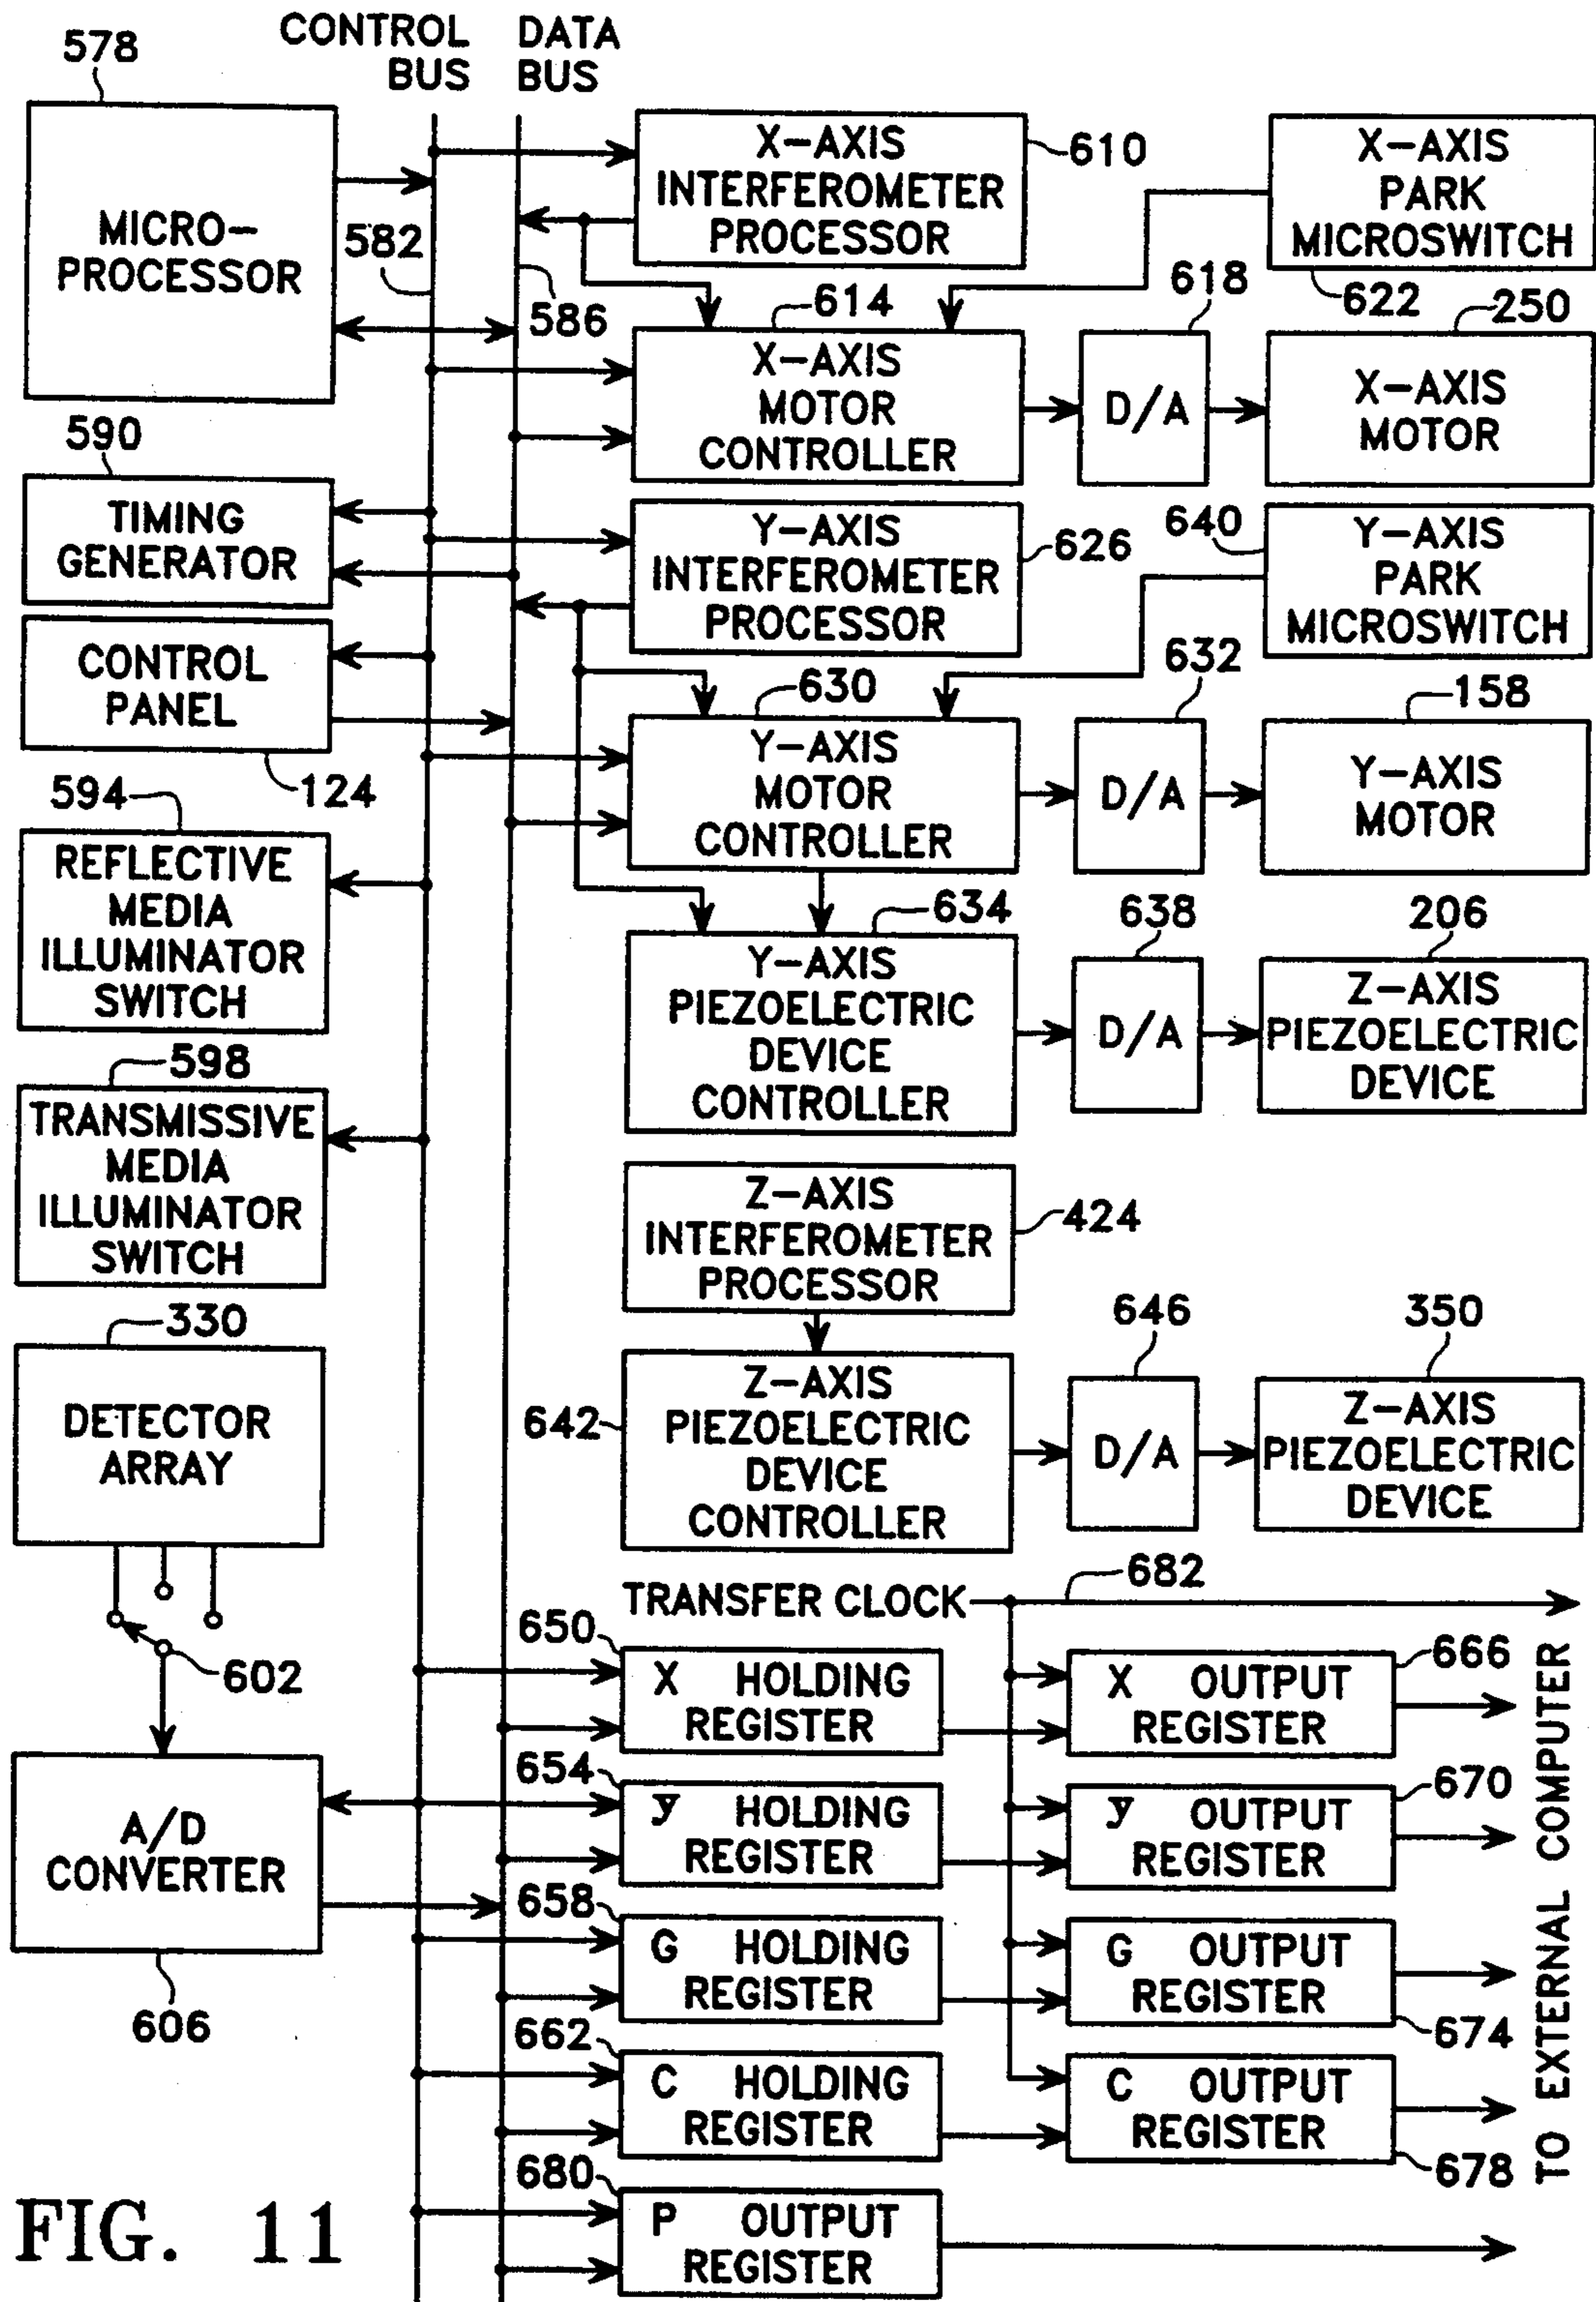 CONTROL BUS
DATA BUS
578
MICRO-
PROCESSOR
582
586
X-AXIS
INTERFEROMETER
PROCESSOR
610
X-AXIS
PARK
MICROSWITCH
622
614
X-AXIS
MOTOR
CONTROLLER
618
D/A
250
X-AXIS
MOTOR
590
TIMING
GENERATOR
Y-AXIS
INTERFEROMETER
PROCESSOR
626
640
Y-AXIS
PARK
MICROSWITCH
CONTROL
PANEL
124
630
Y-AXIS
MOTOR
CONTROLLER
632
D/A
158
Y-AXIS
MOTOR
594
REFLECTIVE
MEDIA
ILLUMINATOR
SWITCH
634
Y-AXIS
PIEZOELECTRIC
DEVICE
CONTROLLER
638
D/A
206
Z-AXIS
PIEZOELECTRIC
DEVICE
598
TRANSMISSIVE
MEDIA
ILLUMINATOR
SWITCH
Z-AXIS
INTERFEROMETER
PROCESSOR
424
330
DETECTOR
ARRAY
642
Z-AXIS
PIEZOELECTRIC
DEVICE
CONTROLLER
646
D/A
350
Z-AXIS
PIEZOELECTRIC
DEVICE
602
TRANSFER CLOCK
682
650
X HOLDING
REGISTER
X OUTPUT
REGISTER
666
A/D
CONVERTER
606
654
y HOLDING
REGISTER
y OUTPUT
REGISTER
670
658
G HOLDING
REGISTER
G OUTPUT
REGISTER
674
662
C HOLDING
REGISTER
C OUTPUT
REGISTER
678
680
P OUTPUT
REGISTER
TO EXTERNAL COMPUTER
FIG. 11